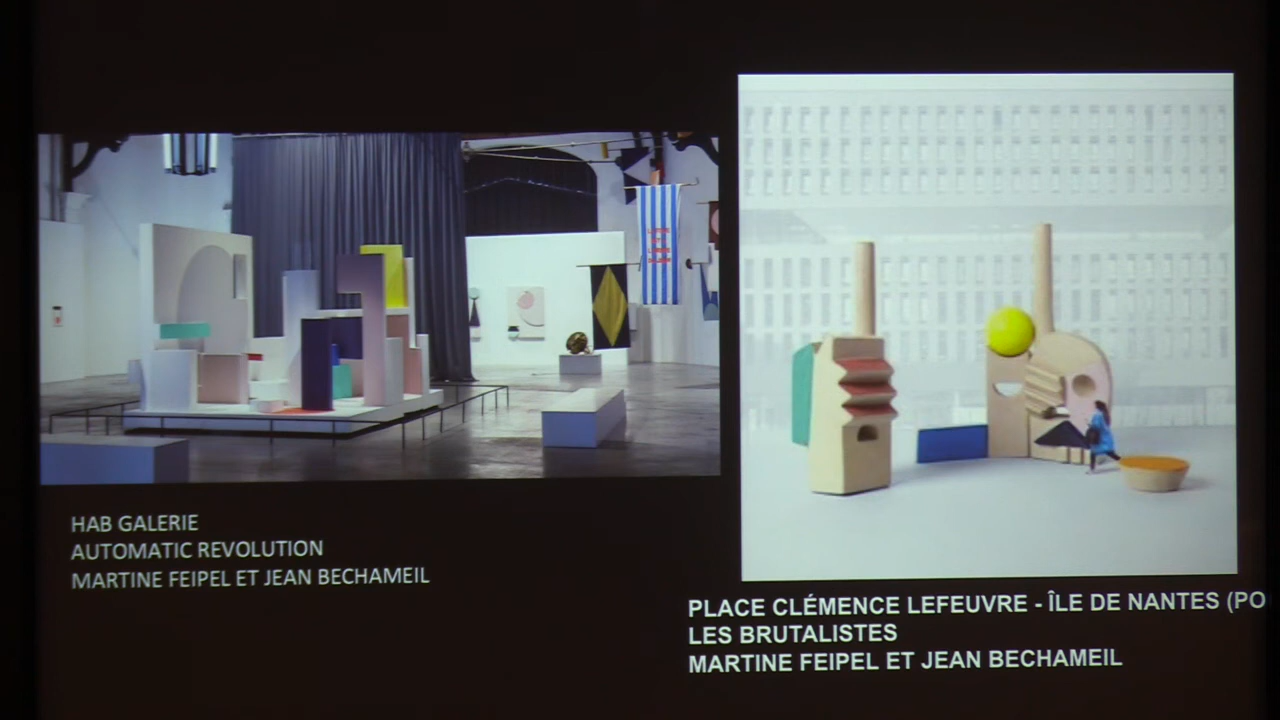 HAB GALERIE
AUTOMATIC REVOLUTION
MARTINE FEIPEL ET JEAN BECHAMEIL
PLACE CLÉMENCE LEFEUVRE - ÎLE DE NANTES (PO
LES BRUTALISTES
MARTINE FEIPEL ET JEAN BECHAMEIL